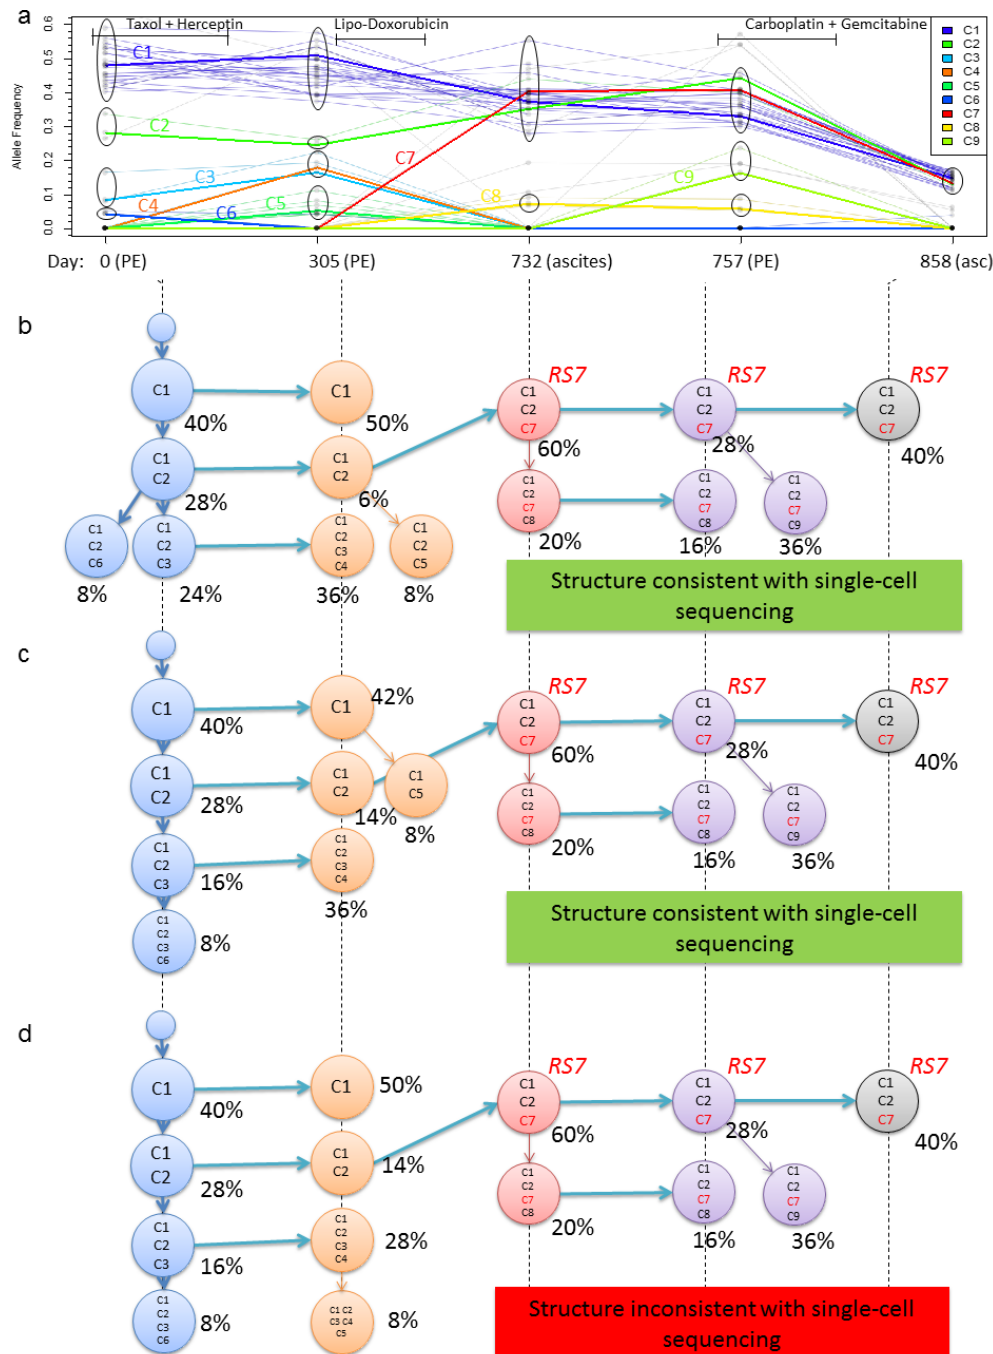 a
Taxol + Herceptin
Lipo-Doxorubicin
Carboplatin + Gemcitabine
Allele Frequency
0.6
0.5
0.4
0.3
0.2
0.1
0.0
C1
C2
C3
C4
C5
C6
C7
C8
C9
C1
C2
C3
C4
C5
C6
C7
C8
C9
Day: 0 (PE) 305 (PE) 732 (ascites) 757 (PE) 858 (asc)
b
RS7
RS7
RS7
C1
40%
C1
50%
C1
C2
C7
60%
C1
C2
C7
28%
C1
C2
C7
40%
C1
C2
28%
C1
C2
6%
C1
C2
C7
C8
20%
C1
C2
C7
C8
16%
C1
C2
C7
C9
36%
C1
C2
C6
8%
C1
C2
C3
24%
C1
C2
C3
C4
36%
C1
C2
C5
8%
Structure consistent with single-cell
sequencing
c
RS7
RS7
RS7
C1
40%
C1
42%
C1
C2
C7
60%
C1
C2
C7
28%
C1
C2
C7
40%
C1
C2
28%
C1
C2
14%
C1
C5
8%
C1
C2
C7
C8
20%
C1
C2
C7
C8
16%
C1
C2
C7
C9
36%
C1
C2
C3
16%
C1
C2
C3
C4
36%
C1
C2
C3
C6
8%
Structure consistent with single-cell
sequencing
d
RS7
RS7
RS7
C1
40%
C1
50%
C1
C2
C7
60%
C1
C2
C7
28%
C1
C2
C7
40%
C1
C2
28%
C1
C2
14%
C1
C2
C7
C8
20%
C1
C2
C7
C8
16%
C1
C2
C7
C9
36%
C1
C2
C3
16%
C1
C2
C3
C4
28%
C1
C2
C3
C6
8%
C1 C2
C3 C4
C5
8%
Structure inconsistent with single-cell
sequencing